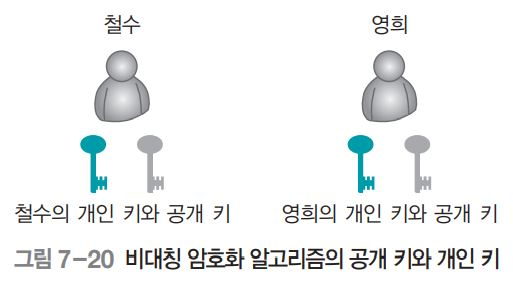 철수
영희
철수의 개인 키와 공개 키
영희의 개인 키와 공개 키
그림 7-20 비대칭 암호화 알고리즘의 공개 키와 개인 키